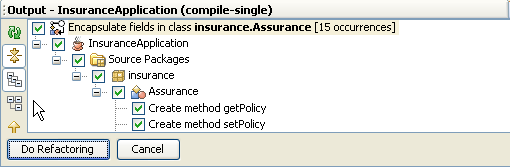 Output - InsuranceApplication (compile-single)
Encapsulate fields in class insurance.Assurance [15 occurrences]
InsuranceApplication
Source Packages
insurance
Assurance
Create method getPolicy
Create method setPolicy
Do Refactoring Cancel